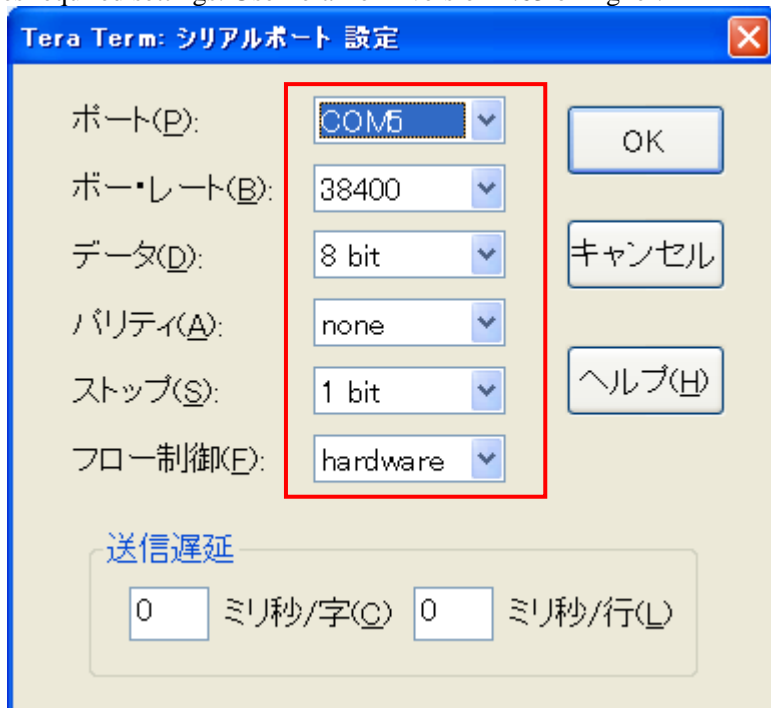 Tera Term: シリアルポート 設定
ポート(P): COM5
OK
ボー・レート(B): 38400
データ(D): 8 bit
キャンセル
パリティ(A): none
ストップ(S): 1 bit
ヘルプ(H)
フロー制御(F): hardware
送信遅延
0 ミリ秒/字(C) 0 ミリ秒/行(L)